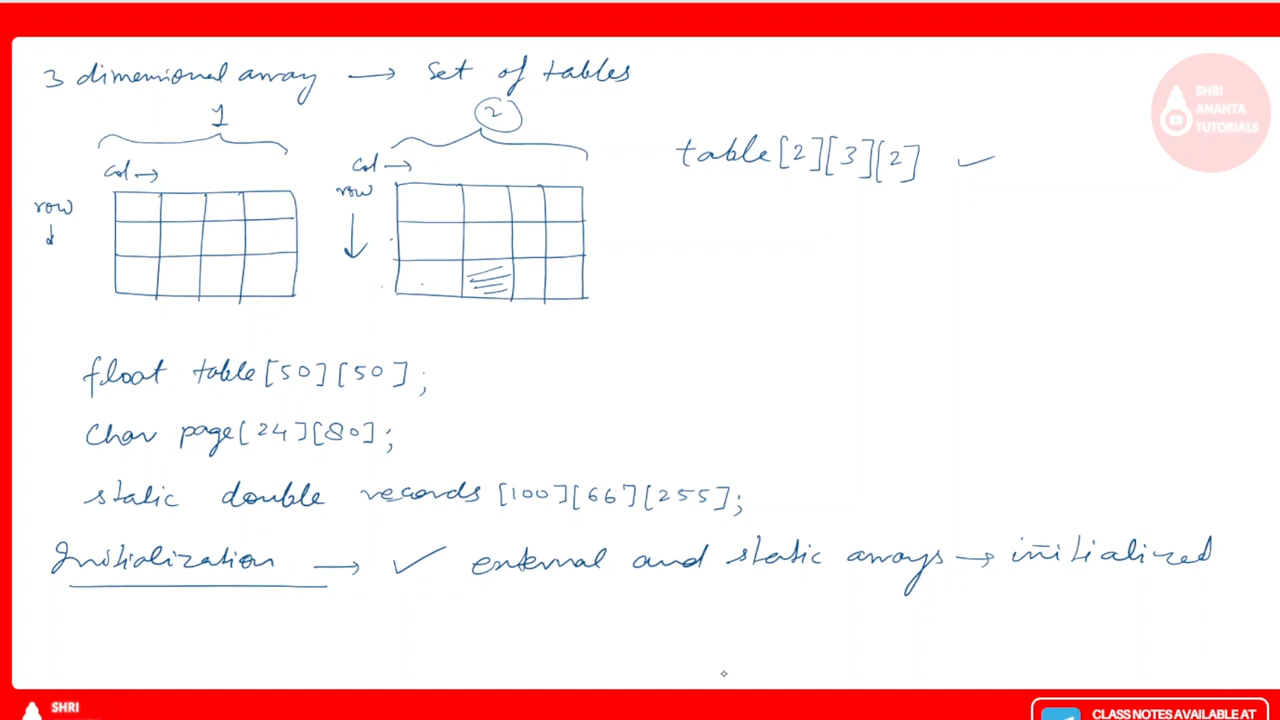 3 dimensional array → set of tables
1
2
col →
col →
row
↓
row
↓
table[2][3][2] ✓
float table[50][50];
char page[24][80];
static double records [100][66][255];
Initialization → ✓ external and static arrays → initialized
SHRI
ANANTA
TUTORIALS
SHRI
CLASS NOTES AVAILABLE AT